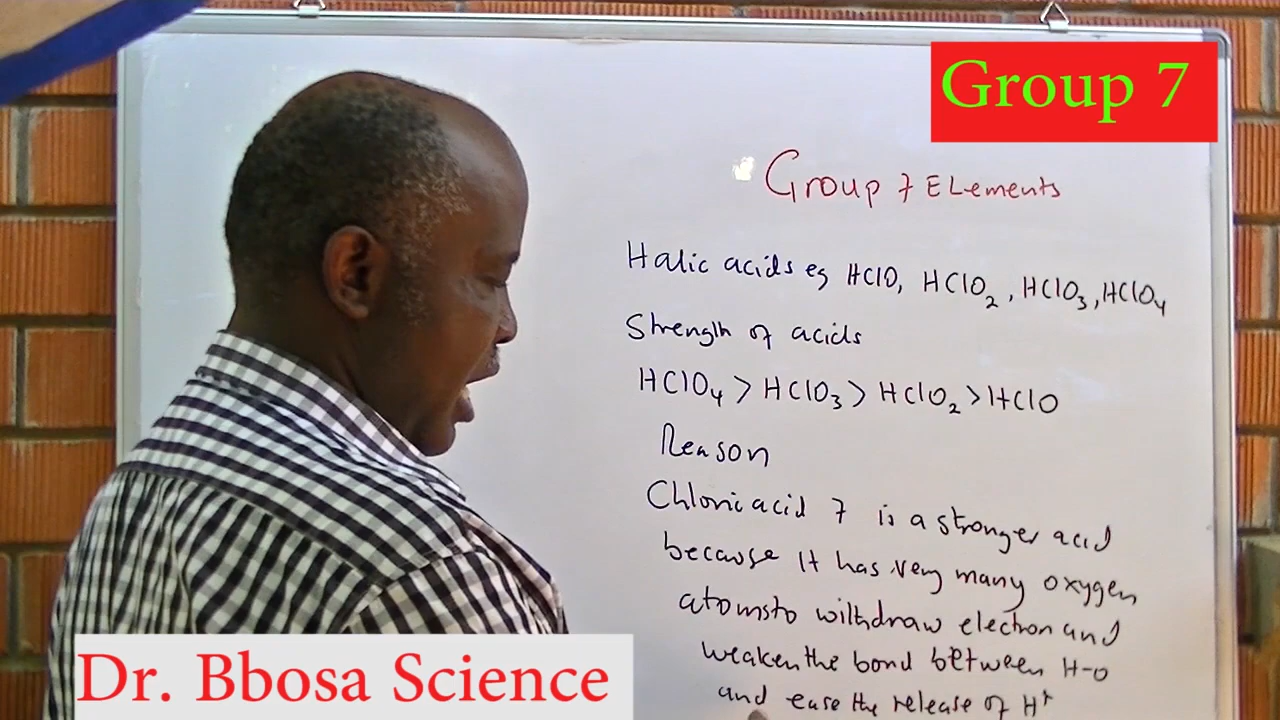 Group 7
Group 7 Elements
Halic acids eg HClO, HClO₂, HClO₃, HClO₄
Strength of acids
HClO₄ > HClO₃ > HClO₂ > HClO
Reason
Chloric acid 7 is a stronger acid
because it has very many oxygen
atoms to withdraw electron and
weaken the bond between H-O
and ease the release of H⁺
Dr. Bbosa Science